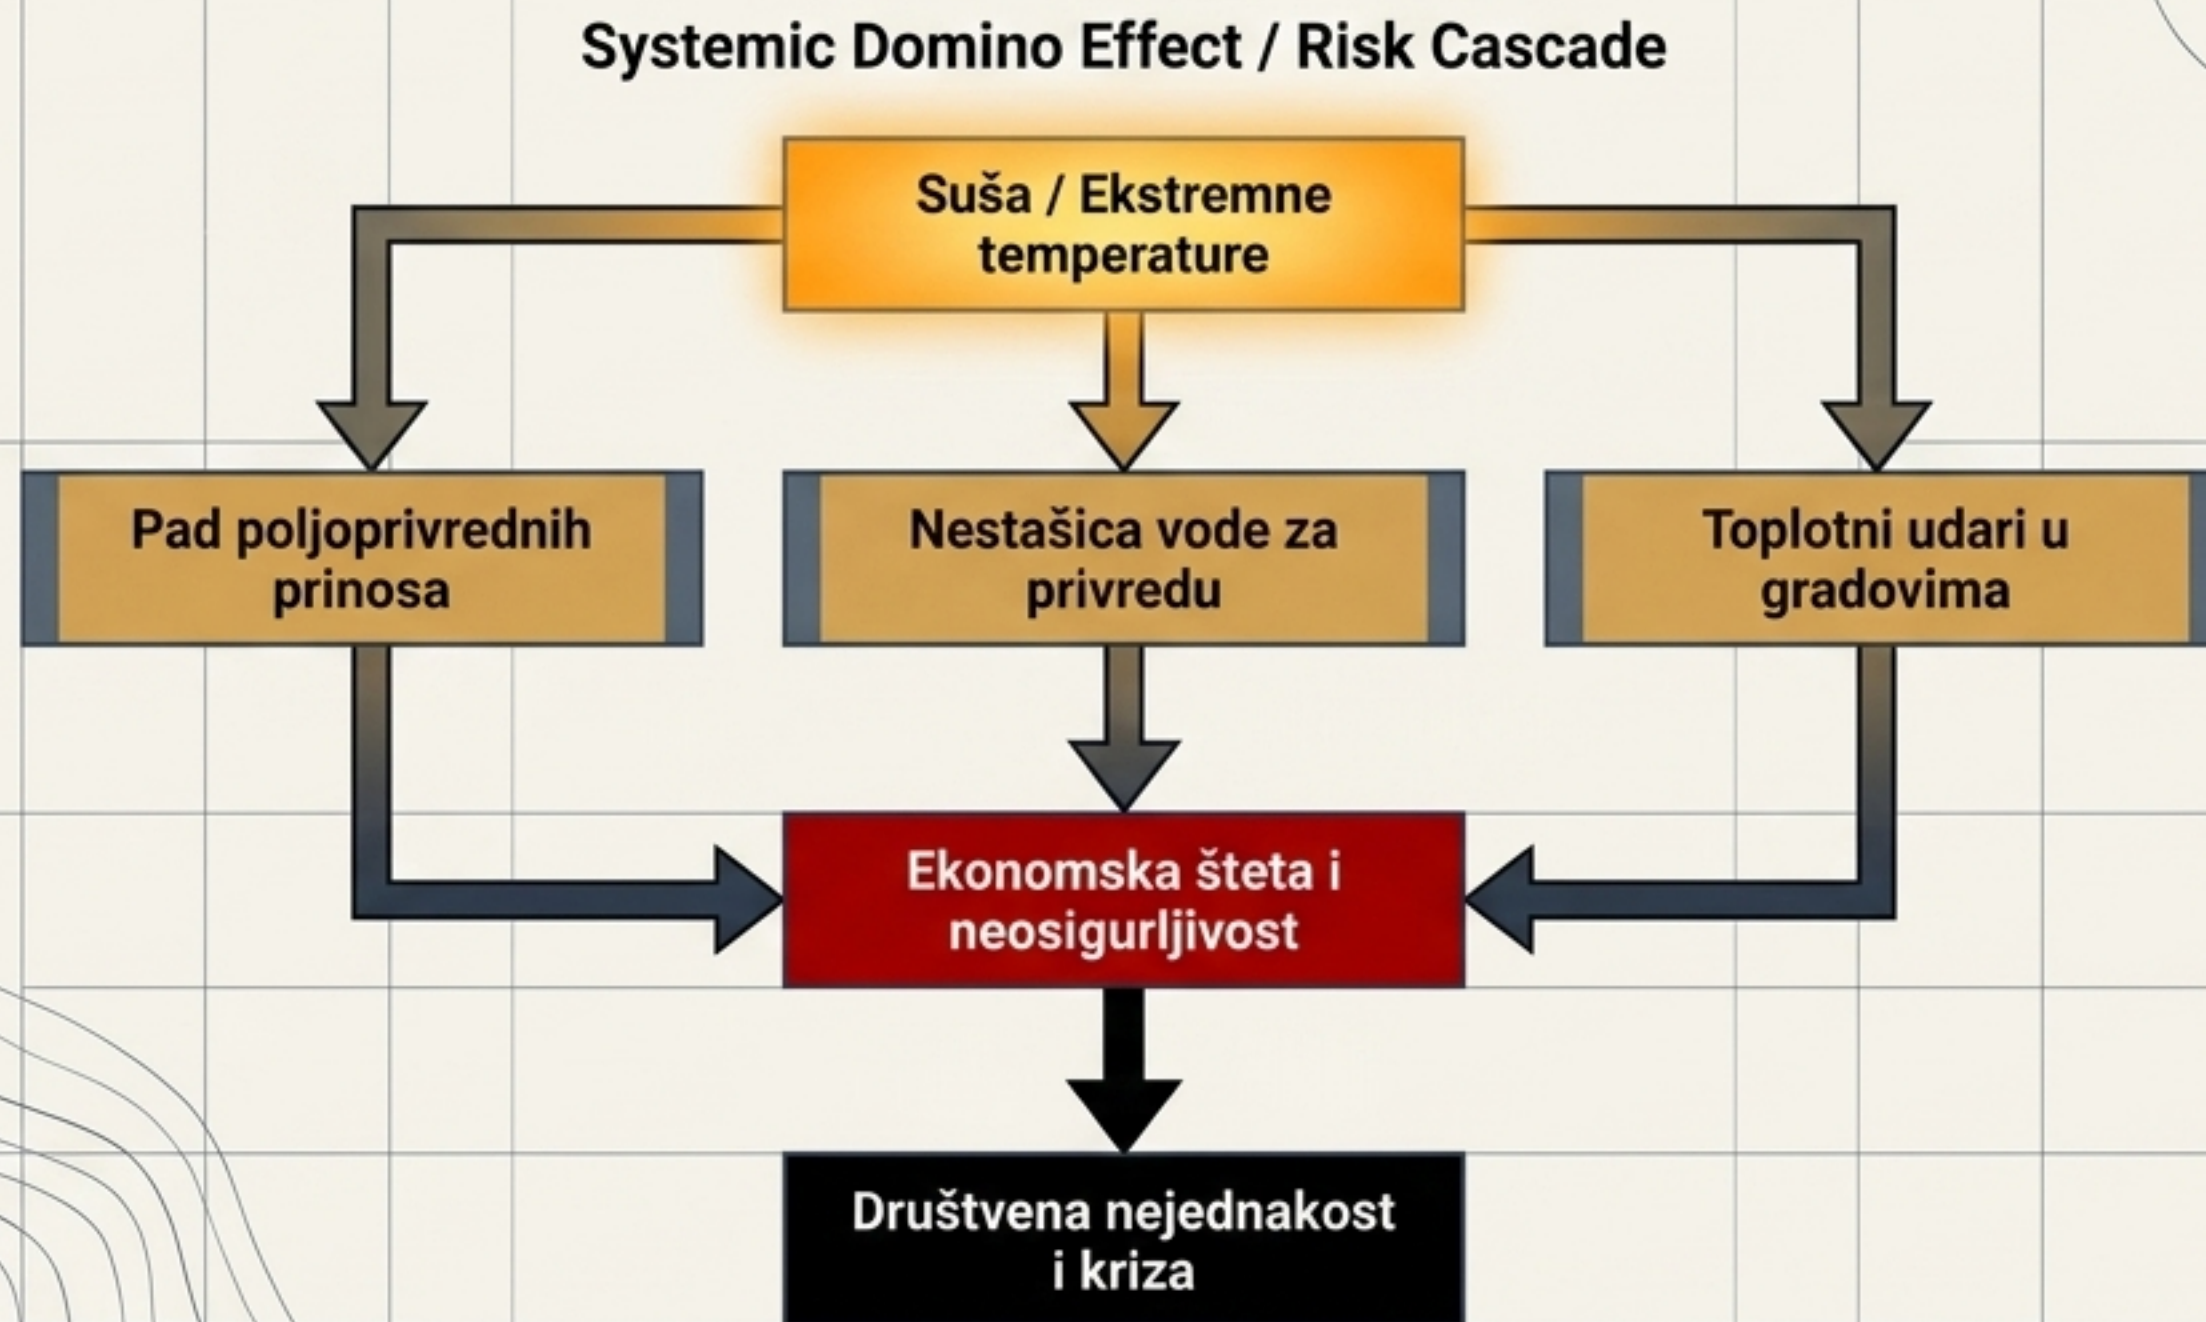 Systemic Domino Effect / Risk Cascade
Suša / Ekstremne
temperature
Pad poljoprivrednih
prinosa
Nestašica vode za
privredu
Toplotni udari u
gradovima
Ekonomska šteta i
neosigurljivost
Društvena nejednakost
i kriza